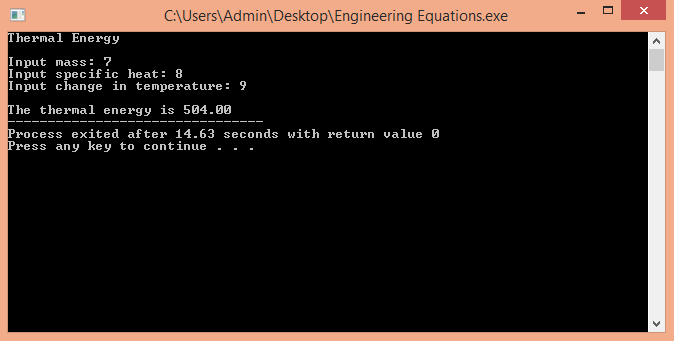 C:\Users\Admin\Desktop\Engineering Equations.exe
Thermal Energy
Input mass: 7
Input specific heat: 8
Input change in temperature: 9
The thermal energy is 504.00
--------------------------------
Process exited after 14.63 seconds with return value 0
Press any key to continue . . .